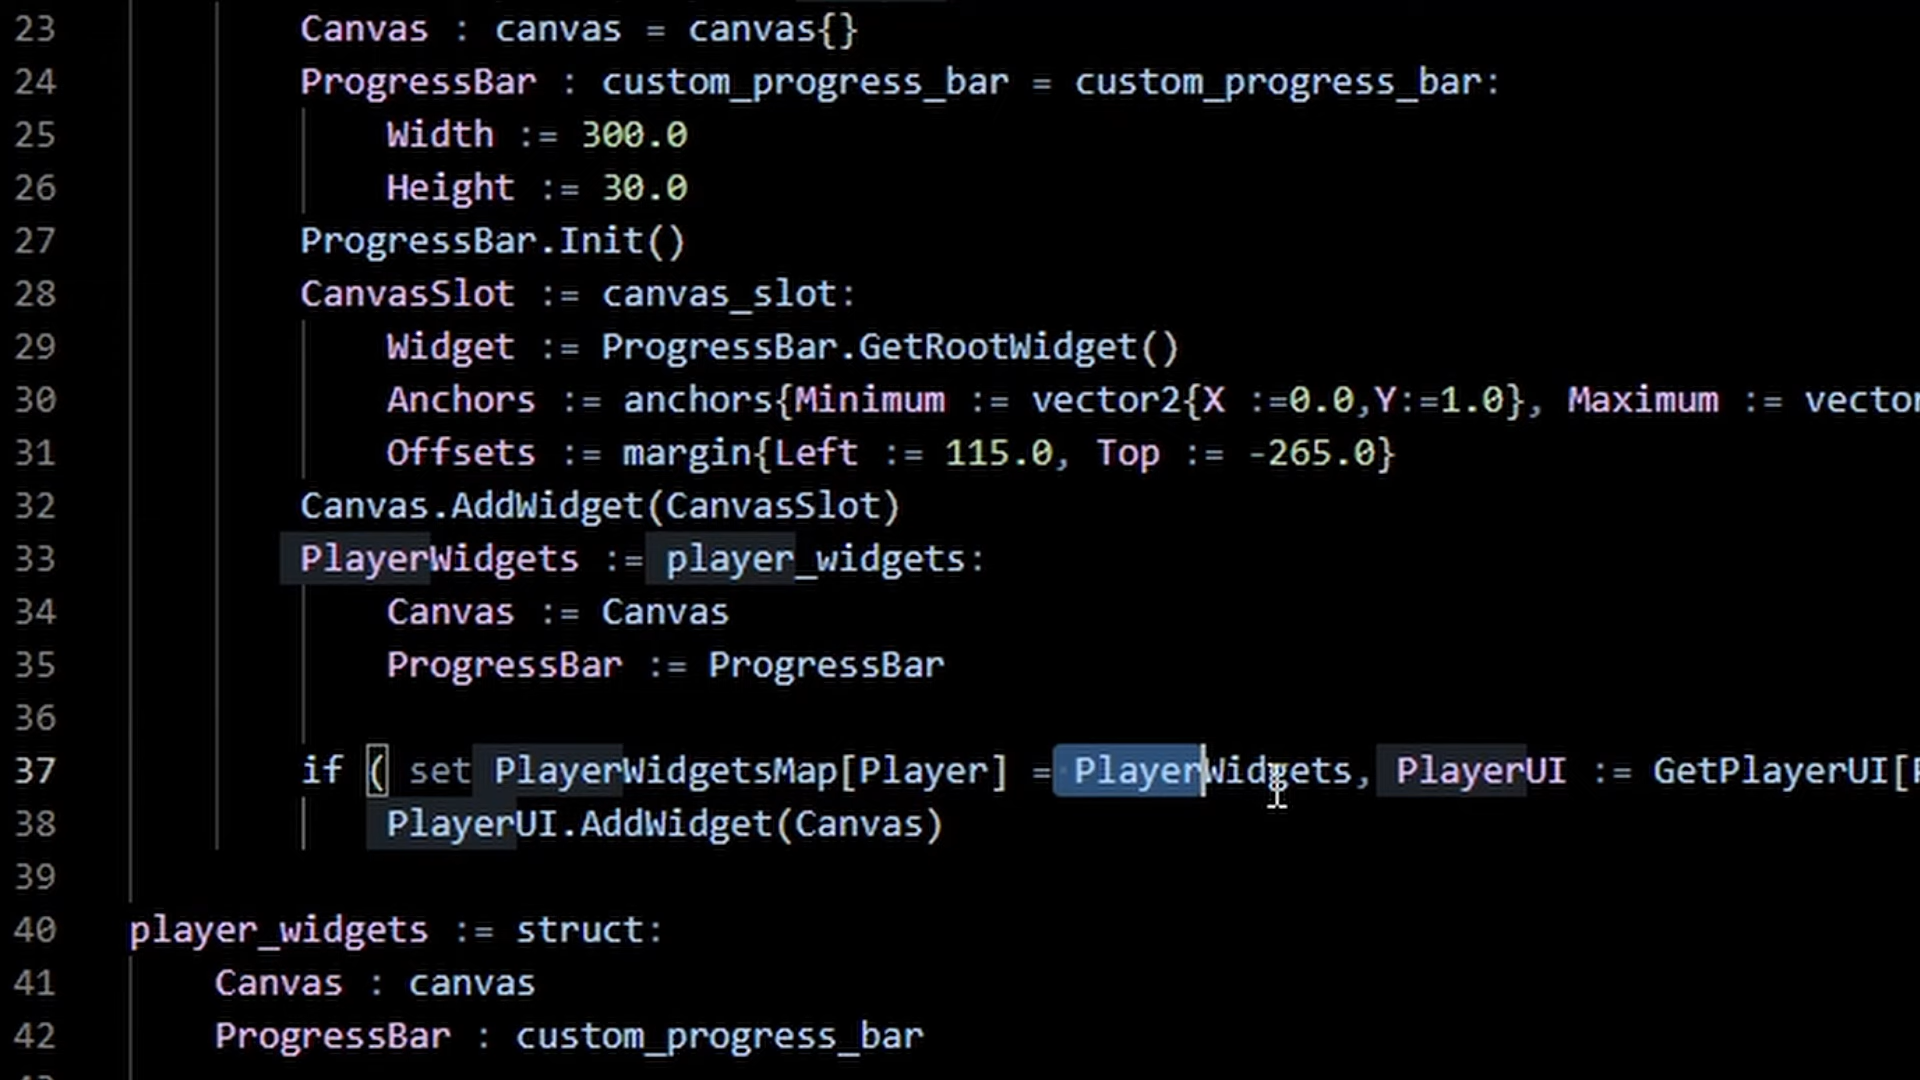 23 Canvas : canvas = canvas{}
24 ProgressBar : custom_progress_bar = custom_progress_bar:
25 Width := 300.0
26 Height := 30.0
27 ProgressBar.Init()
28 CanvasSlot := canvas_slot:
29 Widget := ProgressBar.GetRootWidget()
30 Anchors := anchors{Minimum := vector2{X :=0.0,Y:=1.0}, Maximum := vector
31 Offsets := margin{Left := 115.0, Top := -265.0}
32 Canvas.AddWidget(CanvasSlot)
33 PlayerWidgets := player_widgets:
34 Canvas := Canvas
35 ProgressBar := ProgressBar
36
37 if ( set PlayerWidgetsMap[Player] = PlayerWidgets, PlayerUI := GetPlayerUI[
38 PlayerUI.AddWidget(Canvas)
39
40 player_widgets := struct:
41 Canvas : canvas
42 ProgressBar : custom_progress_bar